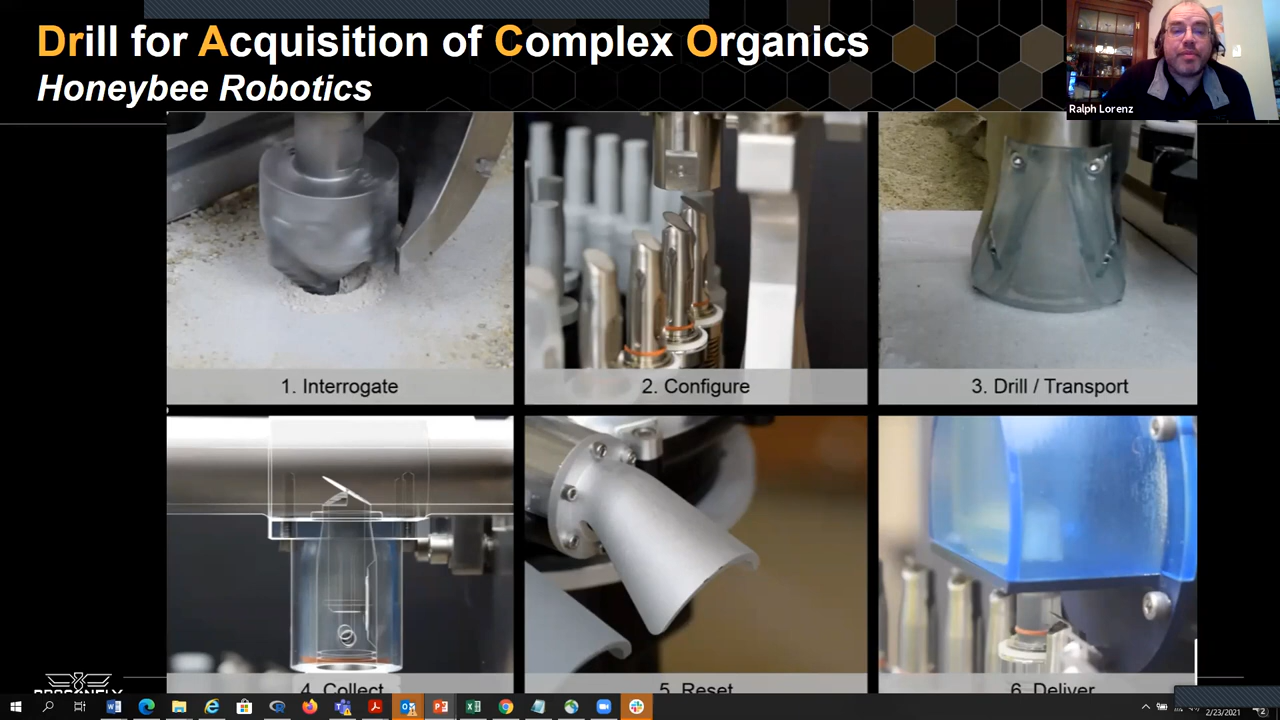 Drill for Acquisition of Complex Organics
Honeybee Robotics
Ralph Lorenz
1. Interrogate
2. Configure
3. Drill / Transport
4. Collect
5. Reset
6. Deliver
DRAGONFLY
2/23/2021